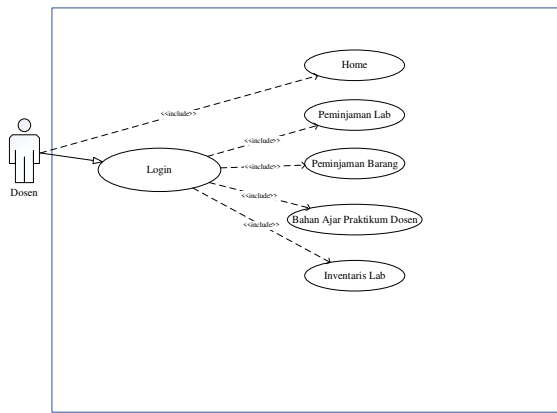 Home
<<include>>
Peminjaman Lab
<<include>>
Peminjaman Barang
<<include>>
Login
Dosen
<<include>>
Bahan Ajar Praktikum Dosen
<<include>>
Inventaris Lab